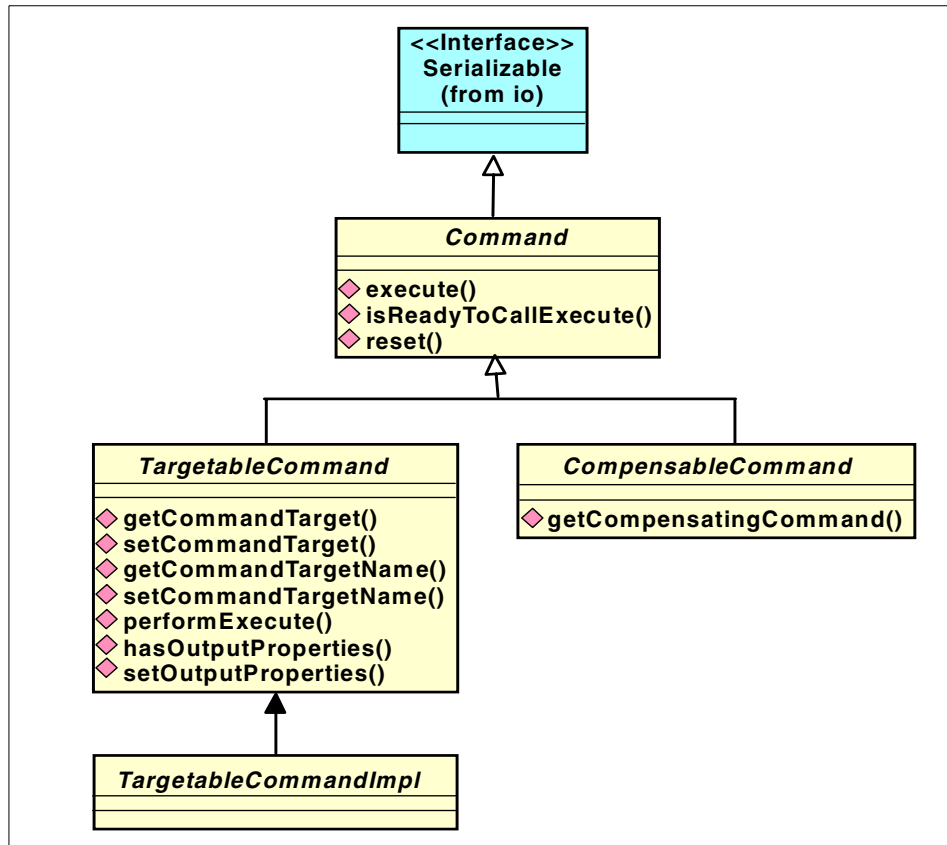 <<Interface>>
Serializable
(from io)
Command
execute()
isReadyToCallExecute()
reset()
TargetableCommand
getCommandTarget()
setCommandTarget()
getCommandTargetName()
setCommandTargetName()
performExecute()
hasOutputProperties()
setOutputProperties()
CompensableCommand
getCompensatingCommand()
TargetableCommandImpl